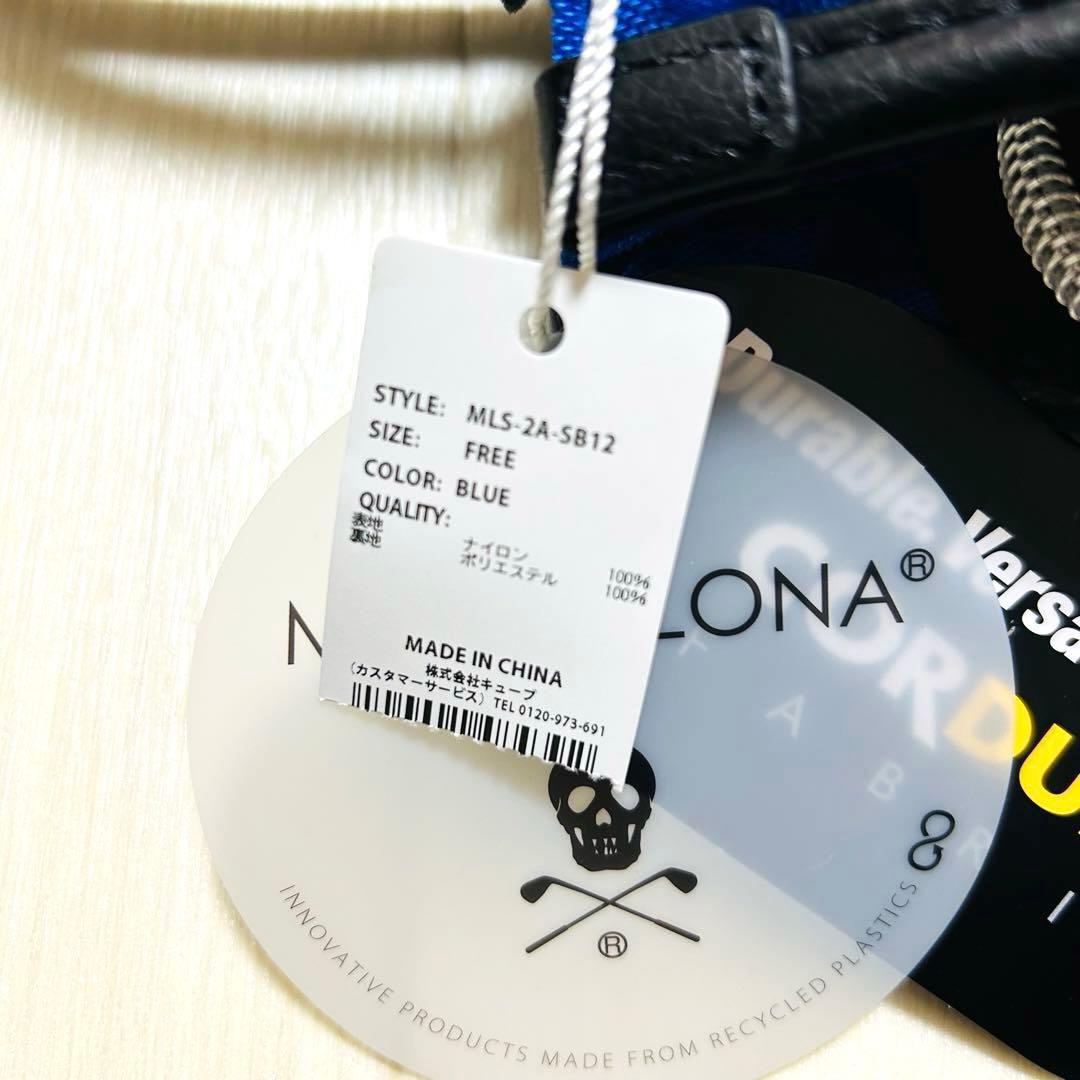 STYLE: MLS-2A-SB12
SIZE: FREE
COLOR: BLUE
QUALITY:
表地 ナイロン 100%
裏地 ポリエステル 100%
MADE IN CHINA
株式会社キューブ
(カスタマーサービス) TEL 0120-973-691
LONA®
®
INNOVATIVE PRODUCTS MADE FROM RECYCLED PLASTICS
Durable. Versa
CORDU
F A B R I